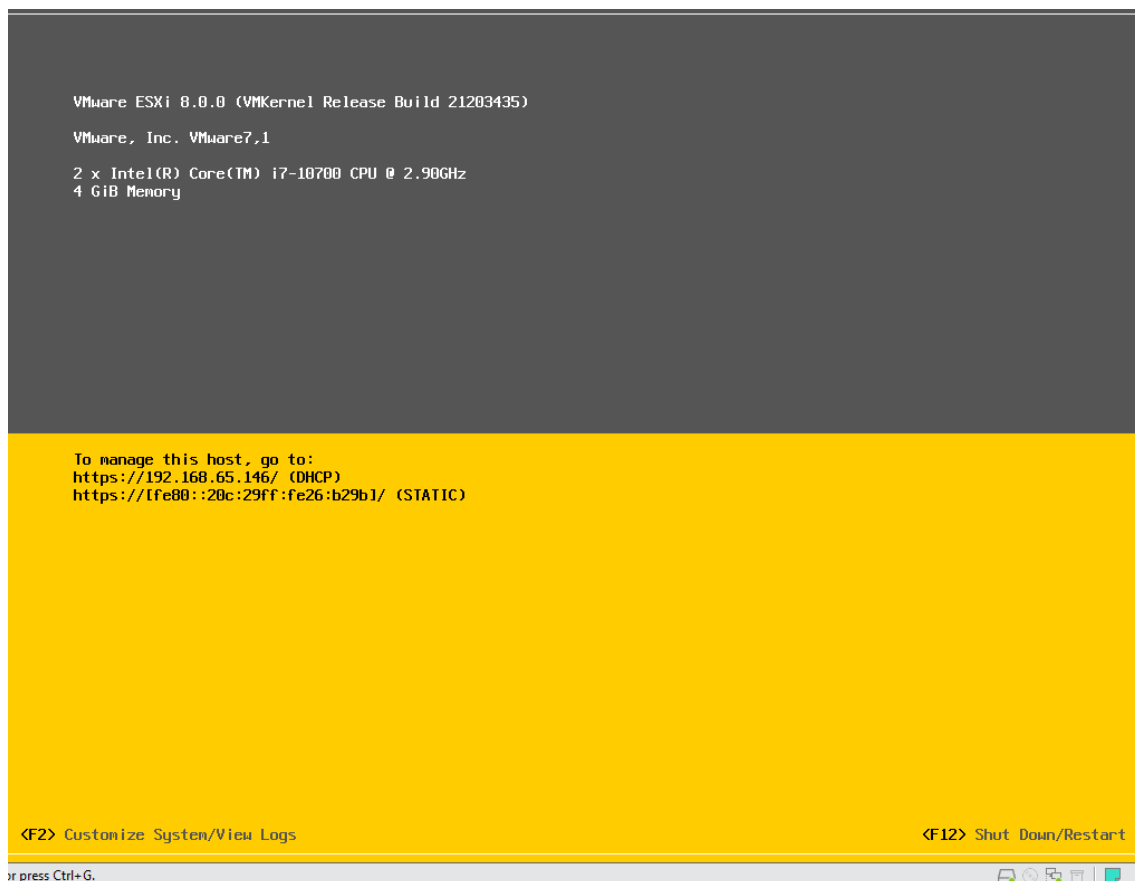 VMware ESXi 8.0.0 (VMKernel Release Build 21203435)
VMware, Inc. VMware7,1
2 x Intel(R) Core(TM) i7-10700 CPU @ 2.90GHz
4 GiB Memory
To manage this host, go to:
https://192.168.65.146/ (DHCP)
https://[fe80::20c:29ff:fe26:b29b]/ (STATIC)
<F2> Customize System/View Logs
<F12> Shut Down/Restart
or press Ctrl+G.